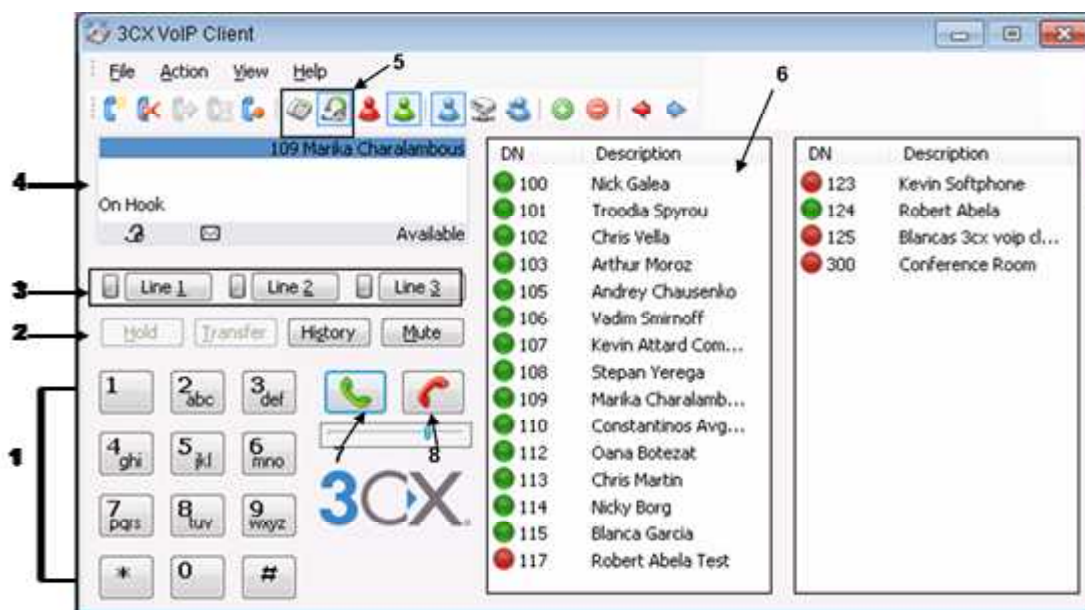 3CX VoIP Client
File Action View Help
5
6
109 Marika Charalambous
4
On Hook
Available
3
Line 1 Line 2 Line 3
2
Hold Transfer History Mute
1
1 2abc 3def
4ghi 5jkl 6mno
7pqrs 8tuv 9wxyz
* 0 #
7 8
3CX
DN Description
100 Nick Galea
101 Troodia Spyrou
102 Chris Vella
103 Arthur Moroz
105 Andrey Chausenko
106 Vadim Smirnoff
107 Kevin Attard Com...
108 Stepan Yerega
109 Marika Charalamb...
110 Constantinos Avg...
112 Oana Botezat
113 Chris Martin
114 Nicky Borg
115 Blanca Garcia
117 Robert Abela Test
DN Description
123 Kevin Softphone
124 Robert Abela
125 Blancas 3cx voip cl...
300 Conference Room